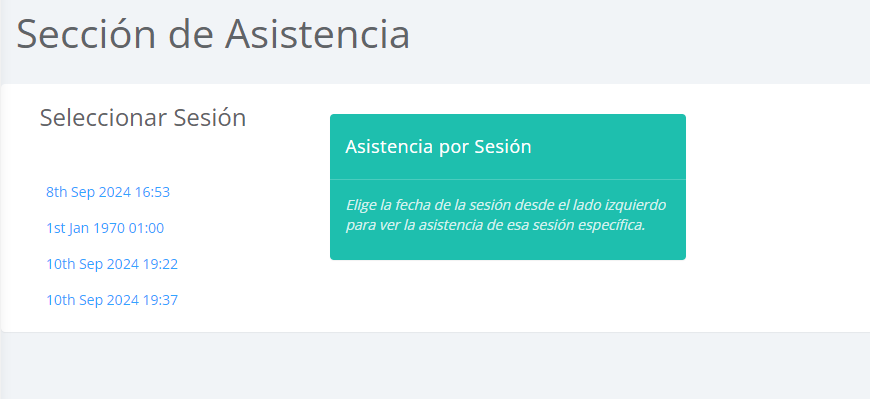 Sección de Asistencia
Seleccionar Sesión
8th Sep 2024 16:53
1st Jan 1970 01:00
10th Sep 2024 19:22
10th Sep 2024 19:37
Asistencia por Sesión
Elige la fecha de la sesión desde el lado izquierdo
para ver la asistencia de esa sesión específica.